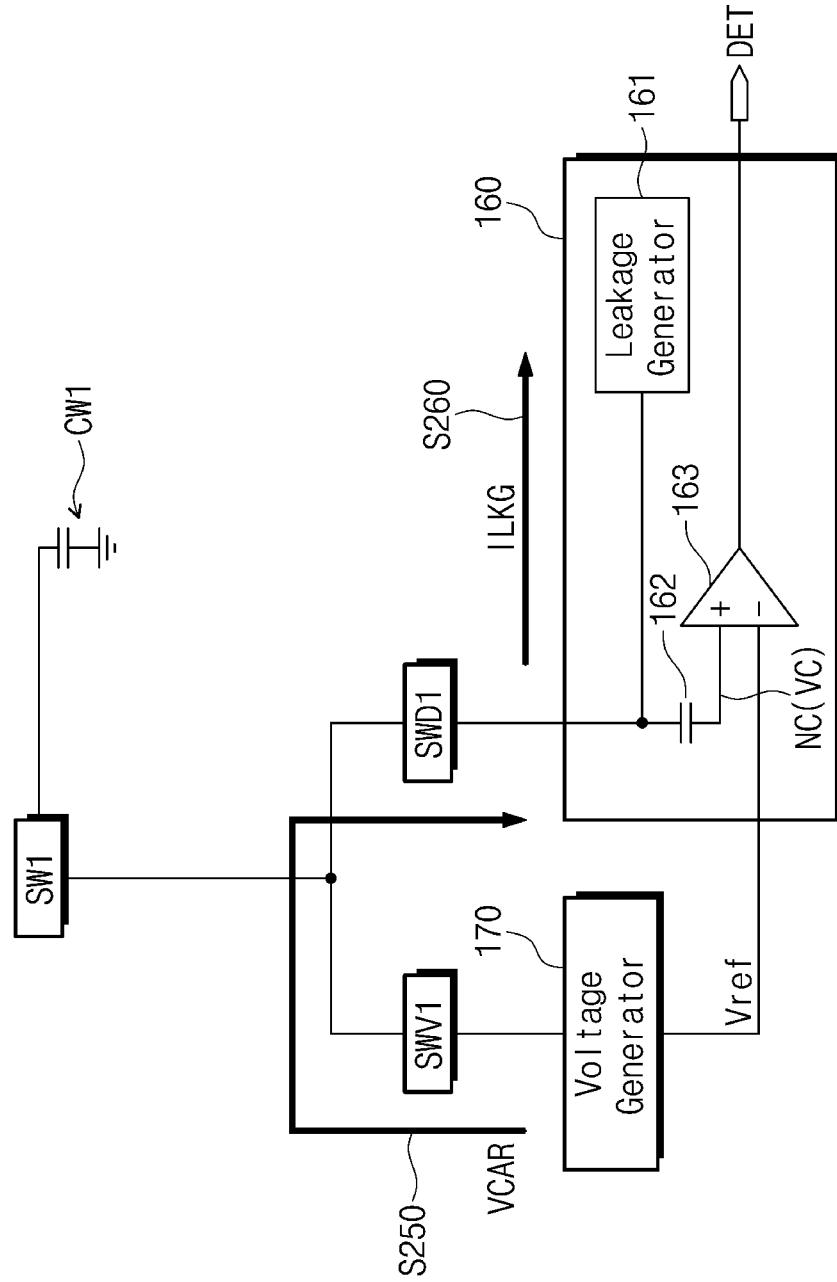 SW1
CW1
SWV1
SWD1
S250
VCAR
170
Voltage
Generator
Vref
ILKG
S260
160
Leakage
Generator
161
162
163
+
−
NC(VC)
DET